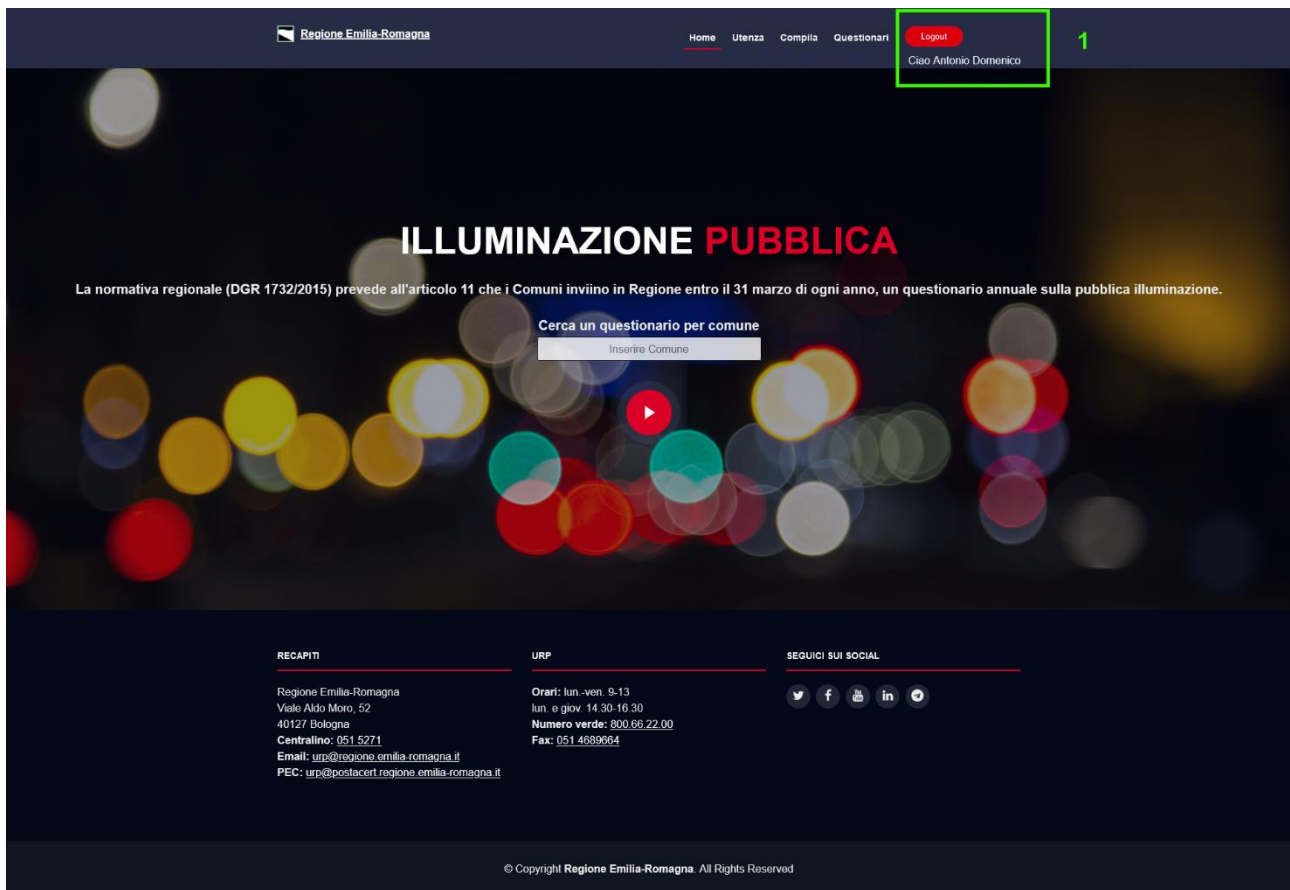 Regione Emilia-Romagna
Home Utenza Compila Questionari Logout
1
Ciao Antonio Domenico
ILLUMINAZIONE PUBBLICA
La normativa regionale (DGR 1732/2015) prevede all'articolo 11 che i Comuni inviino in Regione entro il 31 marzo di ogni anno, un questionario annuale sulla pubblica illuminazione.
Cerca un questionario per comune
Inserire Comune
RECAPITI
Regione Emilia-Romagna
Viale Aldo Moro, 52
40127 Bologna
Centralino: 051 5271
Email: urp@regione.emilia-romagna.it
PEC: urp@postacert.regione.emilia-romagna.it
URP
Orari: lun.-ven. 9-13
lun. e giov. 14.30-16.30
Numero verde: 800.66.22.00
Fax: 051 4689664
SEGUICI SUI SOCIAL
© Copyright Regione Emilia-Romagna. All Rights Reserved